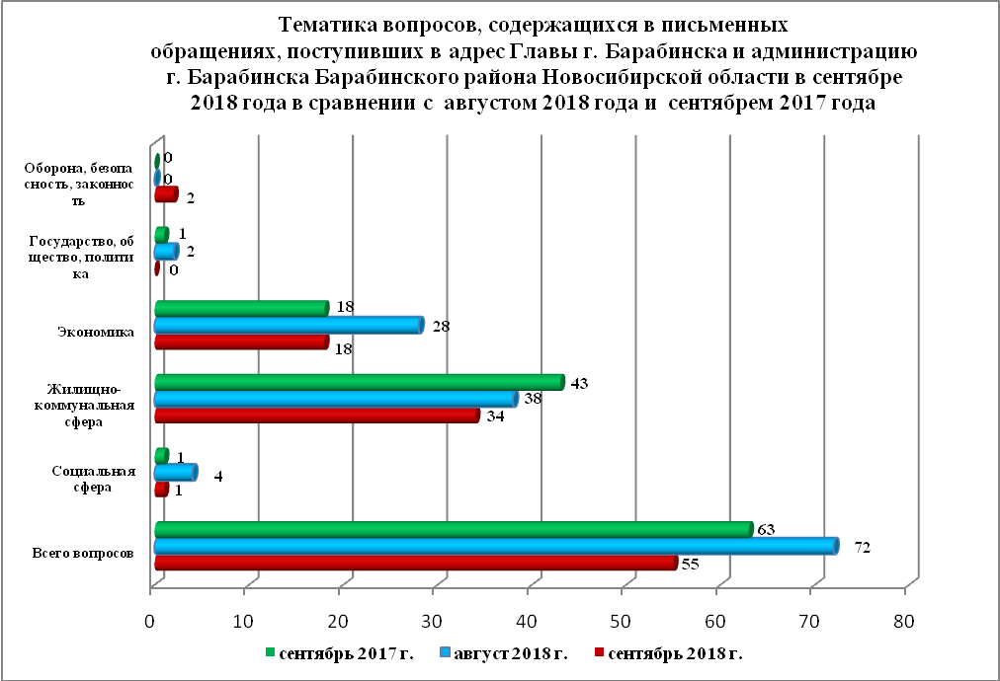 Тематика вопросов, содержащихся в письменных
обращениях, поступивших в адрес Главы г. Барабинска и администрацию
г. Барабинска Барабинского района Новосибирской области в сентябре
2018 года в сравнении с августом 2018 года и сентябрем 2017 года
Оборона, безопа
сность, законнос
ть
0
0
2
Государство, об
щество, полити
ка
1
2
0
Экономика
18
28
18
Жилищно-
коммунальная
сфера
43
38
34
Социальная
сфера
1
4
1
Всего вопросов
63
72
55
0 10 20 30 40 50 60 70 80
сентябрь 2017 г. август 2018 г. сентябрь 2018 г.